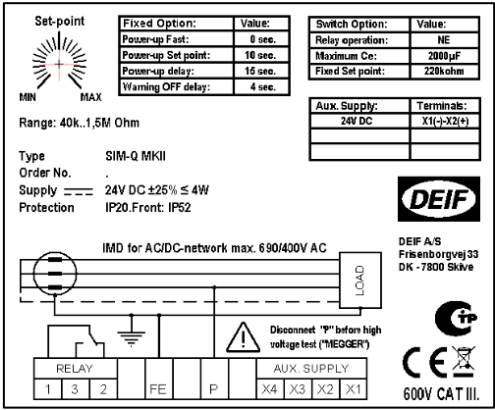 Set-point
MIN MAX
Range: 40k..1,5M Ohm
Fixed Option: Value:
Power-up Fast: 0 sec.
Power-up Set point: 10 sec.
Power-up delay: 15 sec.
Warning OFF delay: 4 sec.
Switch Option: Value:
Relay operation: NE
Maximum Ce: 2000µF
Fixed Set point: 220kohm
Aux. Supply: Terminals:
24V DC X1(-)-X2(+)
Type SIM-Q MKII
Order No. .
Supply 24V DC ±25% ≤ 4W
Protection IP20.Front: IP52
DEIF
DEIF A/S
Frisenborgvej33
DK - 7800 Skive
IMD for AC/DC-network max. 690/400V AC
LOAD
Disconnect "P" before high
voltage test ("MEGGER")
RELAY AUX. SUPPLY
1 3 2 FE P X4 X3 X2 X1
CE
600V CAT III.